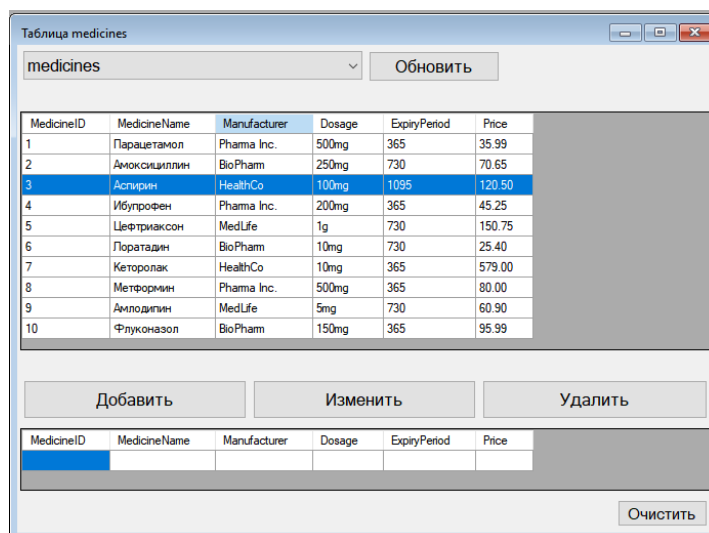 Таблица medicines
medicines Обновить
MedicineID MedicineName Manufacturer Dosage ExpiryPeriod Price
1 Парацетамол Pharma Inc. 500mg 365 35.99
2 Амоксициллин BioPharm 250mg 730 70.65
3 Аспирин HealthCo 100mg 1095 120.50
4 Ибупрофен Pharma Inc. 200mg 365 45.25
5 Цефтриаксон MedLife 1g 730 150.75
6 Лоратадин BioPharm 10mg 730 25.40
7 Кеторолак HealthCo 10mg 365 579.00
8 Метформин Pharma Inc. 500mg 365 80.00
9 Амлодипин MedLife 5mg 730 60.90
10 Флуконазол BioPharm 150mg 365 95.99
Добавить Изменить Удалить
MedicineID MedicineName Manufacturer Dosage ExpiryPeriod Price
Очистить